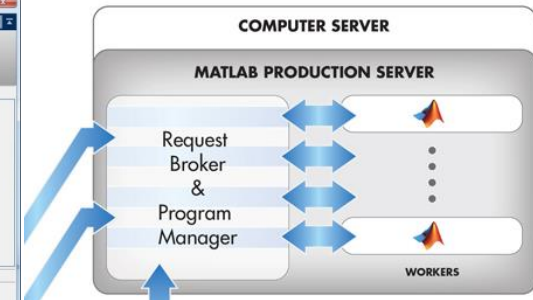 COMPUTER SERVER
MATLAB PRODUCTION SERVER
Request
Broker
&
Program
Manager
WORKERS